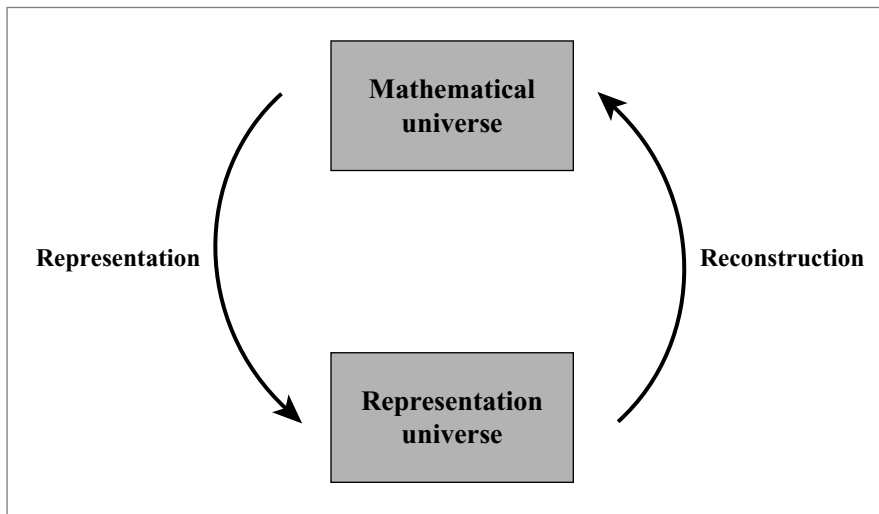 Mathematical
universe
Representation
Reconstruction
Representation
universe